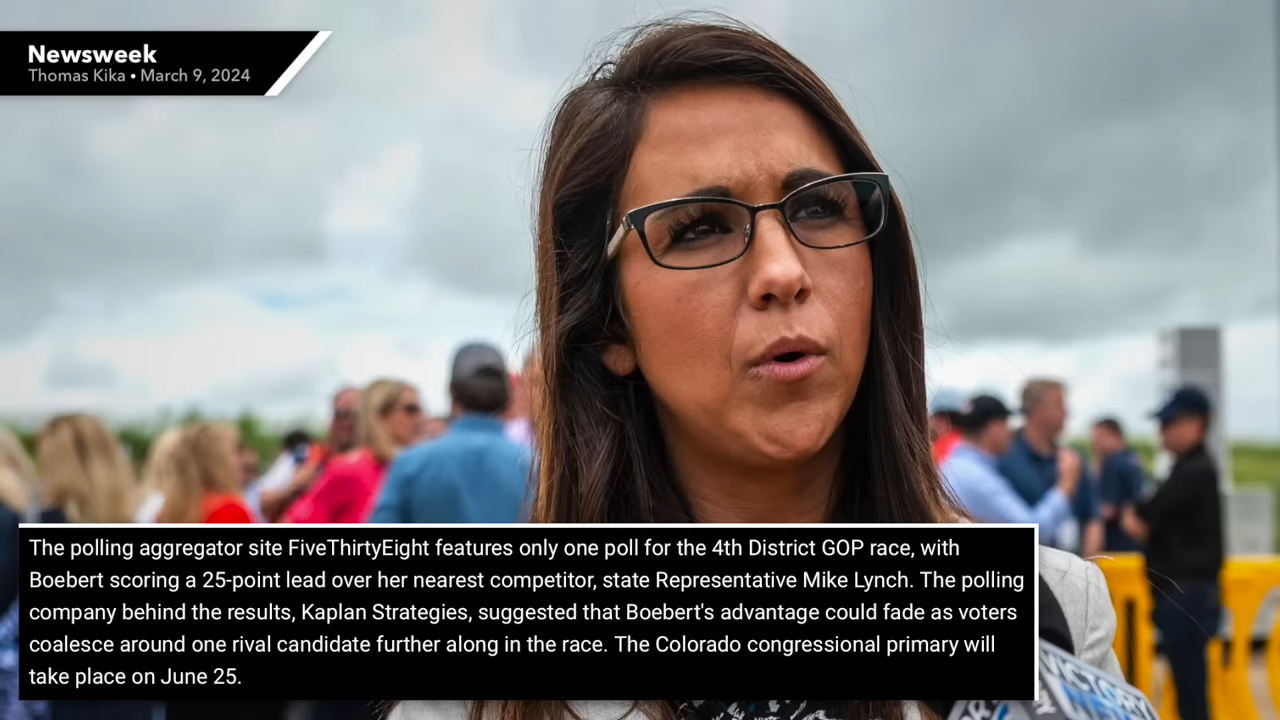 Newsweek
Thomas Kika • March 9, 2024
The polling aggregator site FiveThirtyEight features only one poll for the 4th District GOP race, with
Boebert scoring a 25-point lead over her nearest competitor, state Representative Mike Lynch. The polling
company behind the results, Kaplan Strategies, suggested that Boebert's advantage could fade as voters
coalesce around one rival candidate further along in the race. The Colorado congressional primary will
take place on June 25.
VICTORY